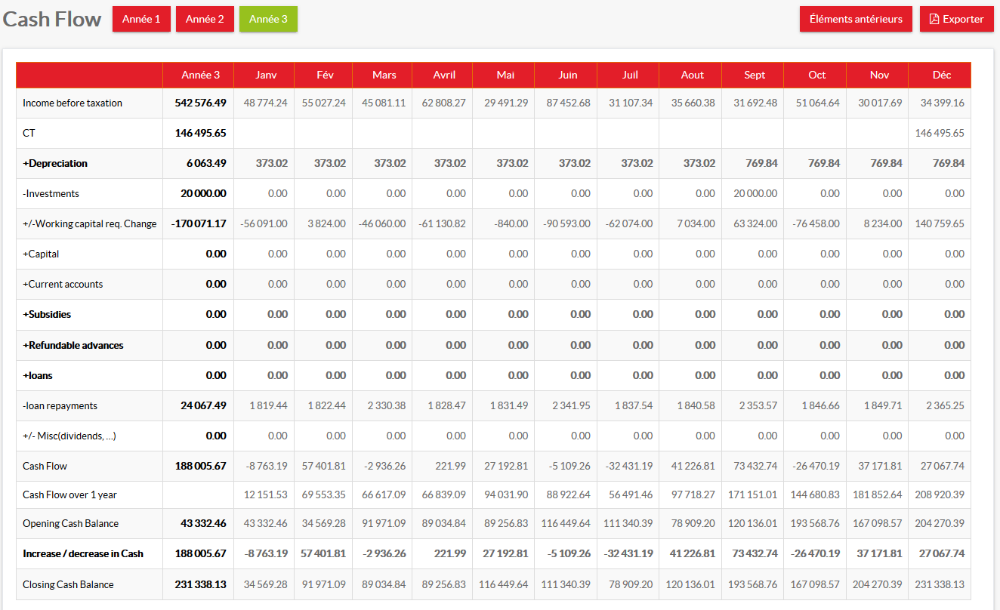 Cash Flow Année 1 Année 2 Année 3 Éléments antérieurs Exporter
Année 3 Janv Fév Mars Avril Mai Juin Juil Aout Sept Oct Nov Déc
Income before taxation 542 576.49 48 774.24 55 027.24 45 081.11 62 808.27 29 491.29 87 452.68 31 107.34 35 660.38 31 692.48 51 064.64 30 017.69 34 399.16
CT 146 495.65 146 495.65
+Depreciation 6 063.49 373.02 373.02 373.02 373.02 373.02 373.02 373.02 373.02 769.84 769.84 769.84 769.84
-Investments 20 000.00 0.00 0.00 0.00 0.00 0.00 0.00 0.00 0.00 20 000.00 0.00 0.00 0.00
+/-Working capital req. Change -170 071.17 -56 091.00 3 824.00 -46 060.00 -61 130.82 -840.00 -90 593.00 -62 074.00 7 034.00 63 324.00 -76 458.00 8 234.00 140 759.65
+Capital 0.00 0.00 0.00 0.00 0.00 0.00 0.00 0.00 0.00 0.00 0.00 0.00 0.00
+Current accounts 0.00 0.00 0.00 0.00 0.00 0.00 0.00 0.00 0.00 0.00 0.00 0.00 0.00
+Subsidies 0.00 0.00 0.00 0.00 0.00 0.00 0.00 0.00 0.00 0.00 0.00 0.00 0.00
+Refundable advances 0.00 0.00 0.00 0.00 0.00 0.00 0.00 0.00 0.00 0.00 0.00 0.00 0.00
+loans 0.00 0.00 0.00 0.00 0.00 0.00 0.00 0.00 0.00 0.00 0.00 0.00 0.00
-loan repayments 24 067.49 1 819.44 1 822.44 2 330.38 1 828.47 1 831.49 2 341.95 1 837.54 1 840.58 2 353.57 1 846.66 1 849.71 2 365.25
+/- Misc(dividends, ...) 0.00 0.00 0.00 0.00 0.00 0.00 0.00 0.00 0.00 0.00 0.00 0.00 0.00
Cash Flow 188 005.67 -8 763.19 57 401.81 -2 936.26 221.99 27 192.81 -5 109.26 -32 431.19 41 226.81 73 432.74 -26 470.19 37 171.81 27 067.74
Cash Flow over 1 year 12 151.53 69 553.35 66 617.09 66 839.09 94 031.90 88 922.64 56 491.46 97 718.27 171 151.01 144 680.83 181 852.64 208 920.39
Opening Cash Balance 43 332.46 43 332.46 34 569.28 91 971.09 89 034.84 89 256.83 116 449.64 111 340.39 78 909.20 120 136.01 193 568.76 167 098.57 204 270.39
Increase / decrease in Cash 188 005.67 -8 763.19 57 401.81 -2 936.26 221.99 27 192.81 -5 109.26 -32 431.19 41 226.81 73 432.74 -26 470.19 37 171.81 27 067.74
Closing Cash Balance 231 338.13 34 569.28 91 971.09 89 034.84 89 256.83 116 449.64 111 340.39 78 909.20 120 136.01 193 568.76 167 098.57 204 270.39 231 338.13